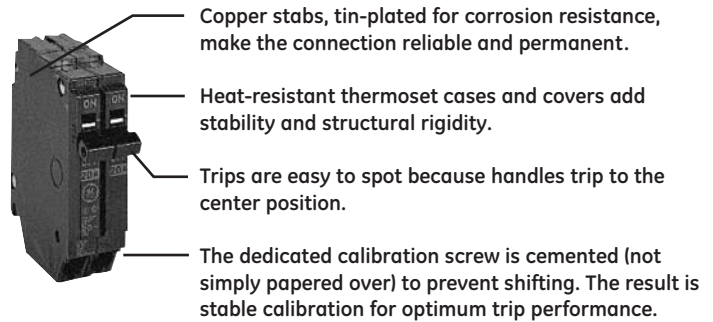 Copper stabs, tin-plated for corrosion resistance,
make the connection reliable and permanent.
Heat-resistant thermoset cases and covers add
stability and structural rigidity.
Trips are easy to spot because handles trip to the
center position.
The dedicated calibration screw is cemented (not
simply papered over) to prevent shifting. The result is
stable calibration for optimum trip performance.
ON ON
20A 20A
GE